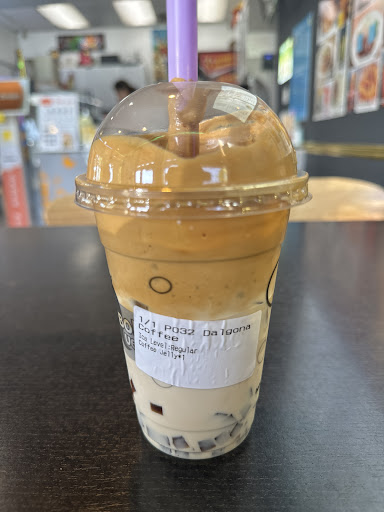 1/1 P032 Dalgona
Coffee
Ice Level:Regular
Coffee Jelly*1